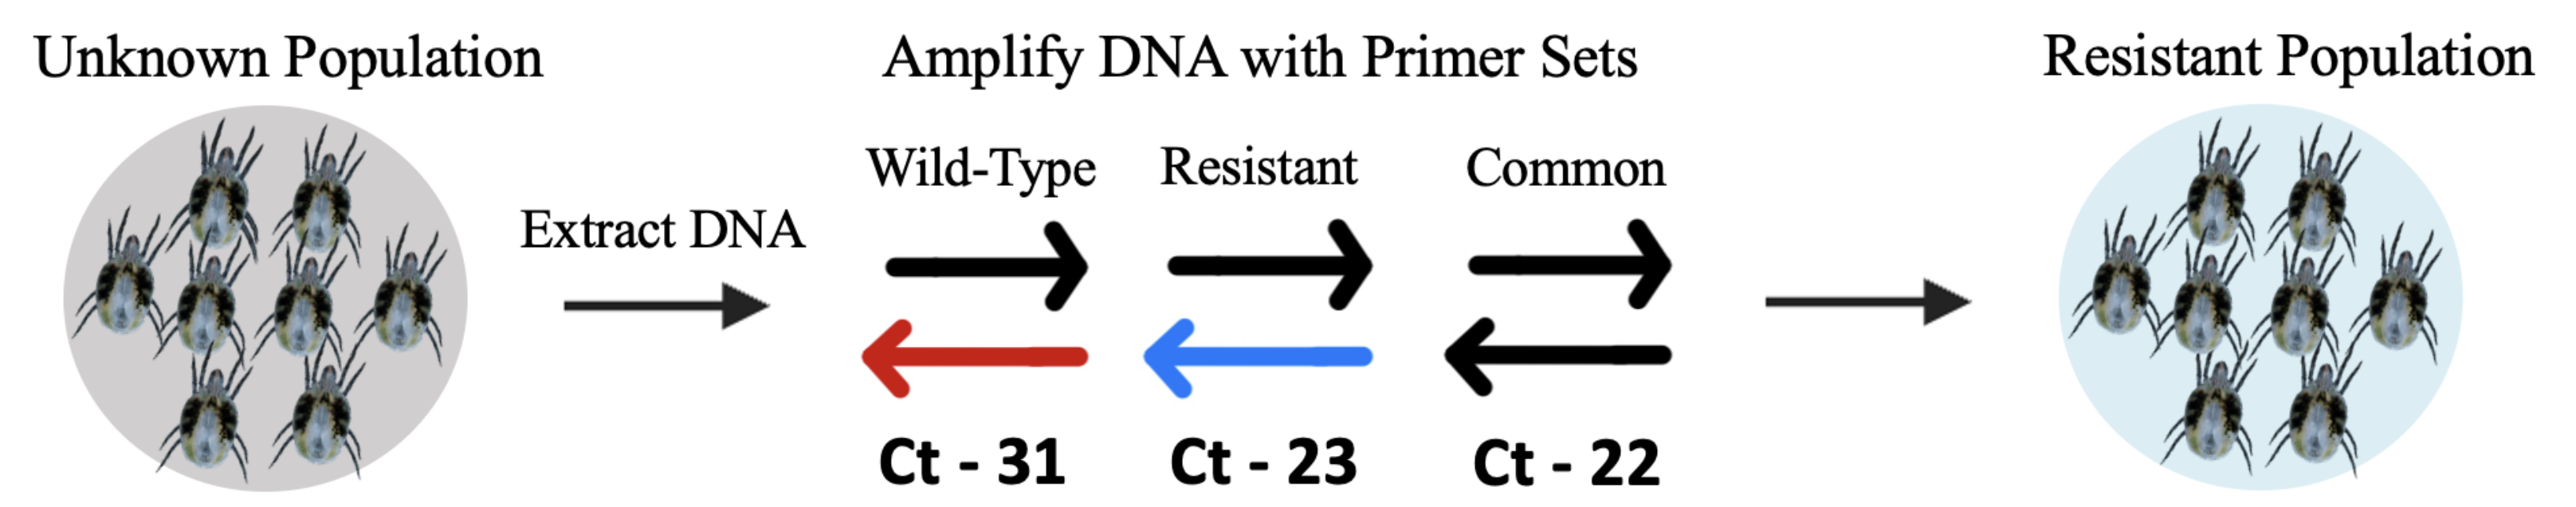 Unknown Population
Extract DNA
Amplify DNA with Primer Sets
Wild-Type
Resistant
Common
Ct - 31
Ct - 23
Ct - 22
Resistant Population